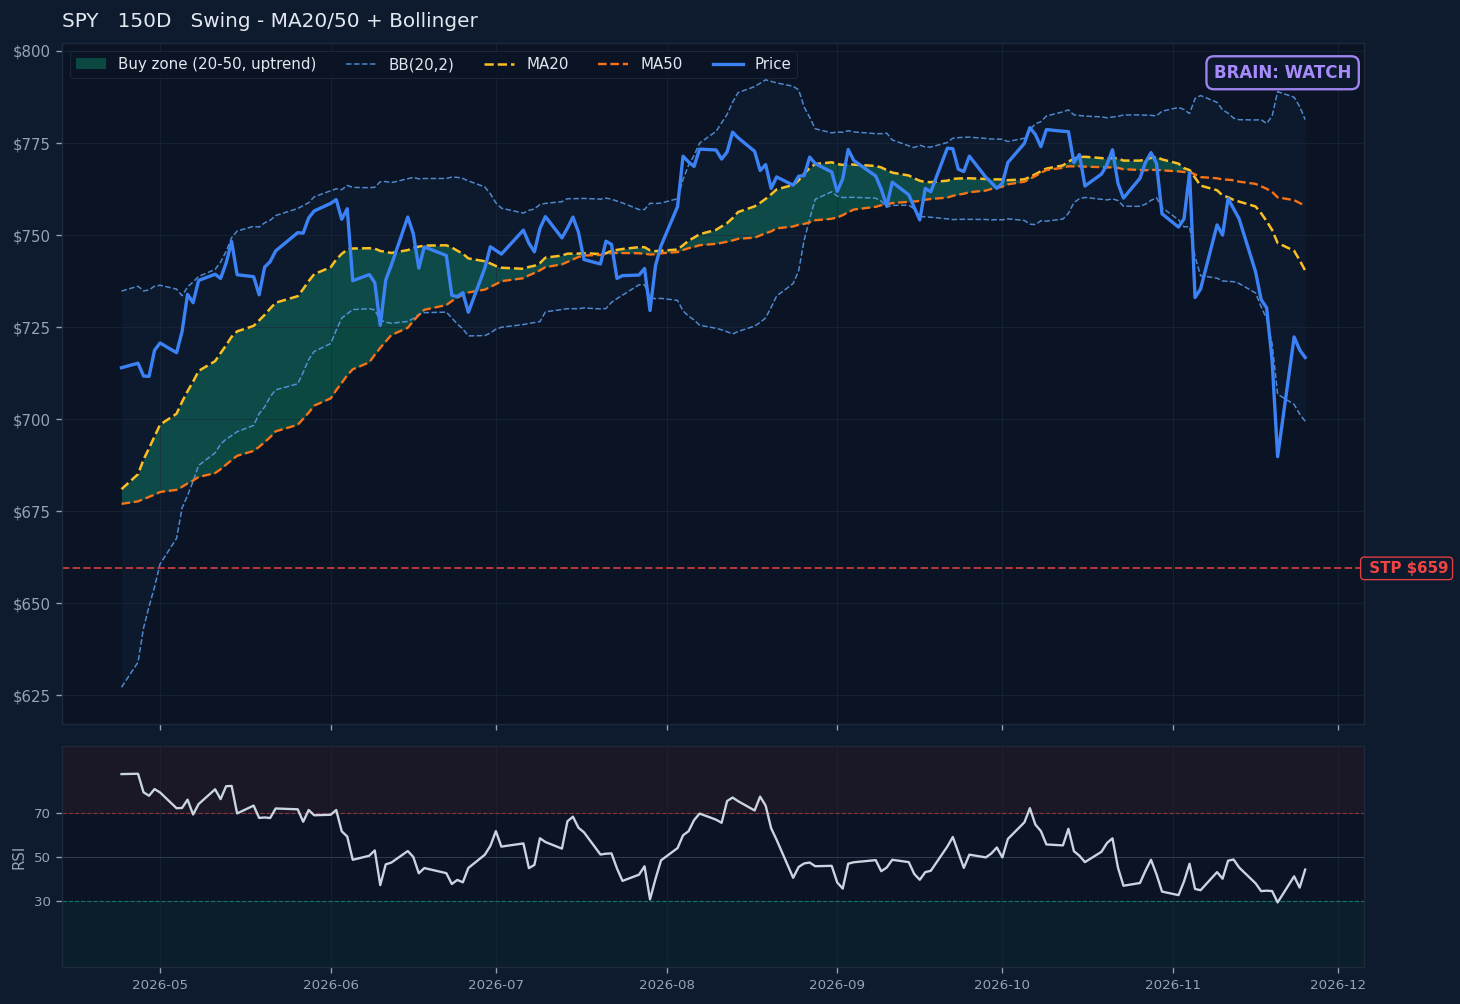 SPY   150D   Swing - MA20/50 + Bollinger
Buy zone (20-50, uptrend)   BB(20,2)   MA20   MA50   Price
BRAIN: WATCH
$800
$775
$750
$725
$700
$675
$650
$625
STP $659
RSI
70
50
30
2026-05   2026-06   2026-07   2026-08   2026-09   2026-10   2026-11   2026-12